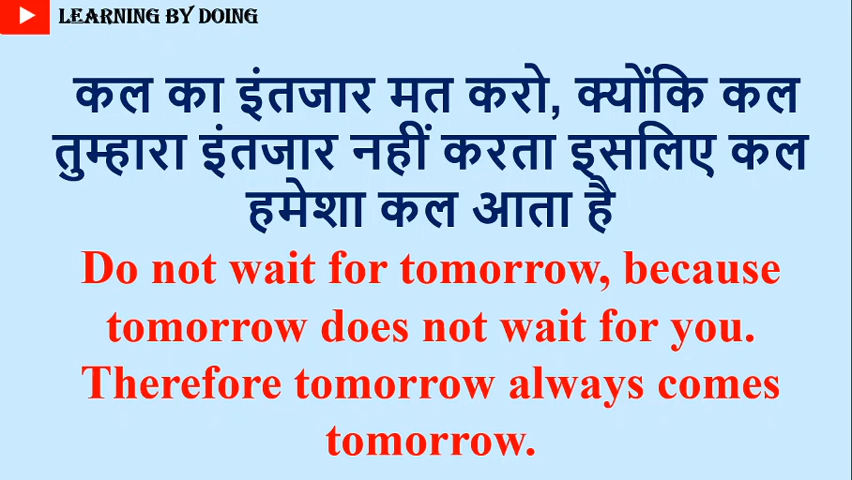 LEARNING BY DOING
कल का इंतजार मत करो, क्योंकि कल
तुम्हारा इंतजार नहीं करता इसलिए कल
हमेशा कल आता है
Do not wait for tomorrow, because
tomorrow does not wait for you.
Therefore tomorrow always comes
tomorrow.